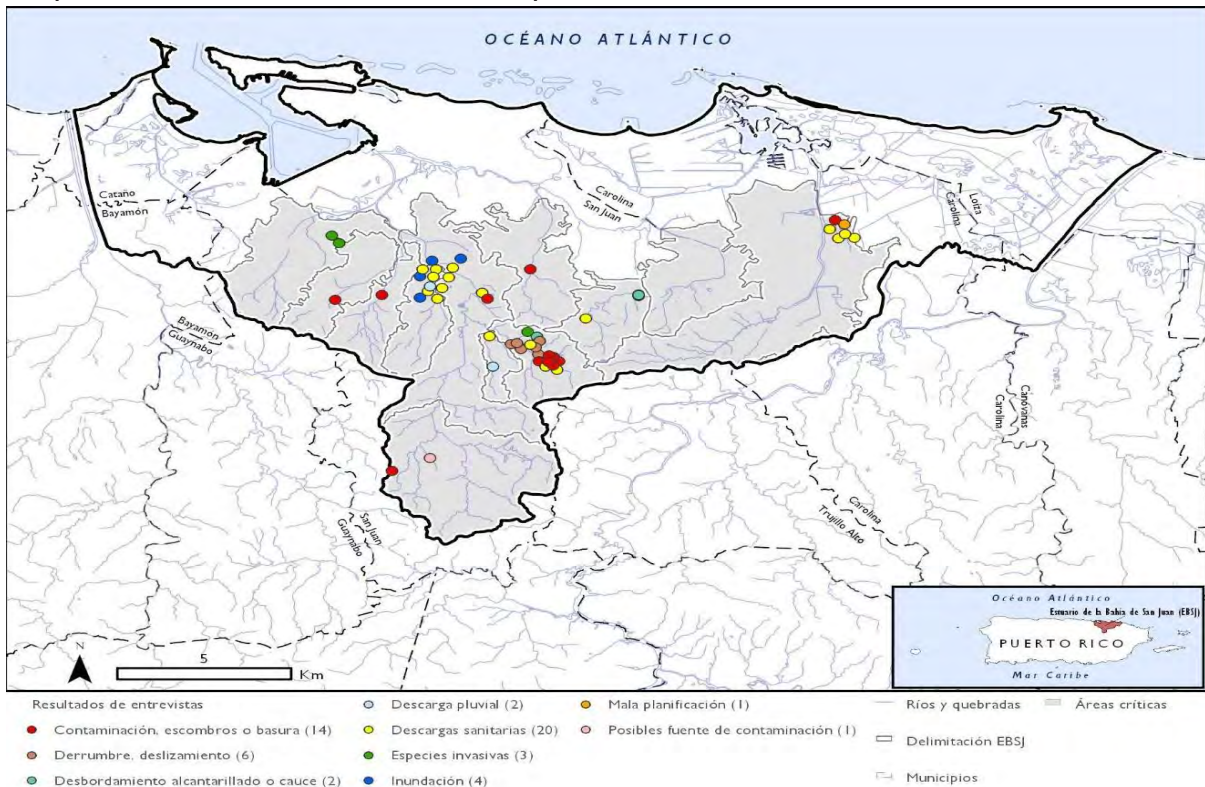 OCÉANO ATLÁNTICO
Cataño
Bayamón
Carolina
San Juan
Loíza
Carolina
Bayamón
Guaynabo
Canóvanas
Carolina
San Juan
Guaynabo
Carolina
Trujillo Alto
N
5
Km
Océano Atlántico
Estuario de la Bahía de San Juan (EBSJ)
PUERTO RICO
Mar Caribe
Resultados de entrevistas
Contaminación, escombros o basura (14)
Derrumbe, deslizamiento (6)
Desbordamiento alcantarillado o cauce (2)
Descarga pluvial (2)
Descargas sanitarias (20)
Especies invasivas (3)
Inundación (4)
Mala planificación (1)
Posibles fuente de contaminación (1)
Ríos y quebradas
Delimitación EBSJ
Municipios
Áreas críticas